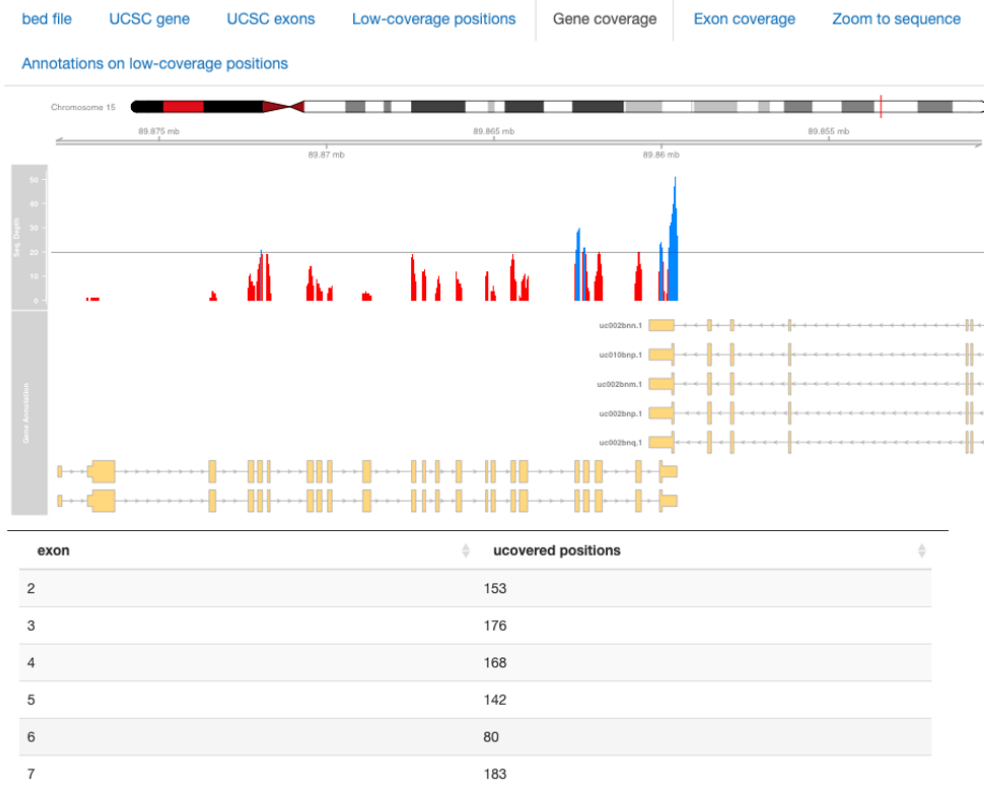 bed file UCSC gene UCSC exons Low-coverage positions Gene coverage Exon coverage Zoom to sequence
Annotations on low-coverage positions
Chromosome 15
89.875 mb 89.865 mb 89.855 mb
89.87 mb 89.86 mb
Seq. Depth
50
40
30
20
10
0
Gene Annotation
uc002bnn.1
uc010bnp.1
uc002bnm.1
uc002bnp.1
uc002bnq.1
exon ucovered positions
2 153
3 176
4 168
5 142
6 80
7 183